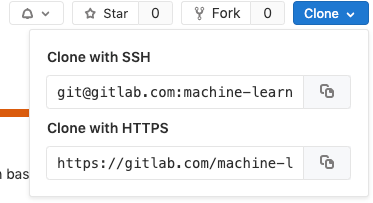 Star 0 Fork 0 Clone
Clone with SSH
git@gitlab.com:machine-learn
Clone with HTTPS
https://gitlab.com/machine-l
bas